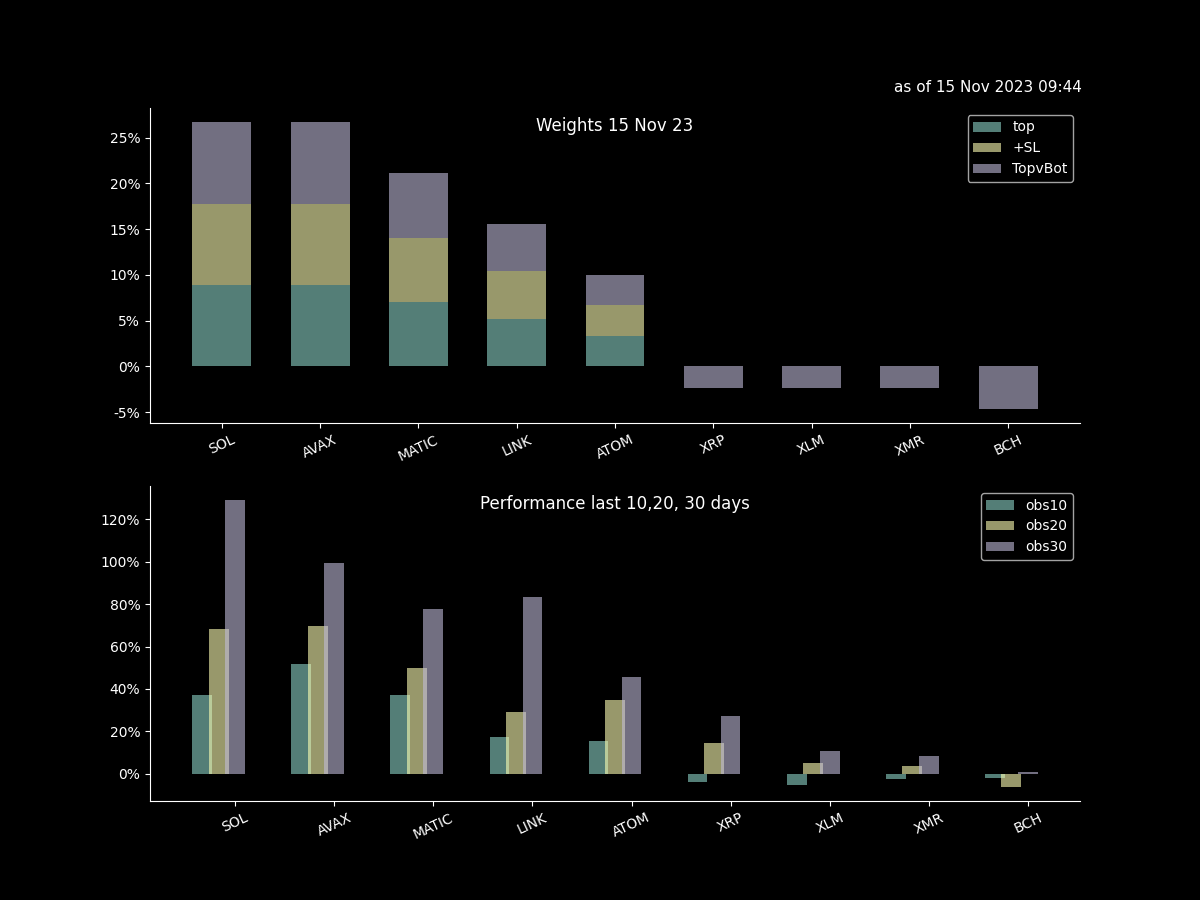 as of 15 Nov 2023 09:44
Weights 15 Nov 23
top
+SL
TopvBot
25%
20%
15%
10%
5%
0%
-5%
SOL AVAX MATIC LINK ATOM XRP XLM XMR BCH
Performance last 10,20, 30 days
obs10
obs20
obs30
120%
100%
80%
60%
40%
20%
0%
SOL AVAX MATIC LINK ATOM XRP XLM XMR BCH